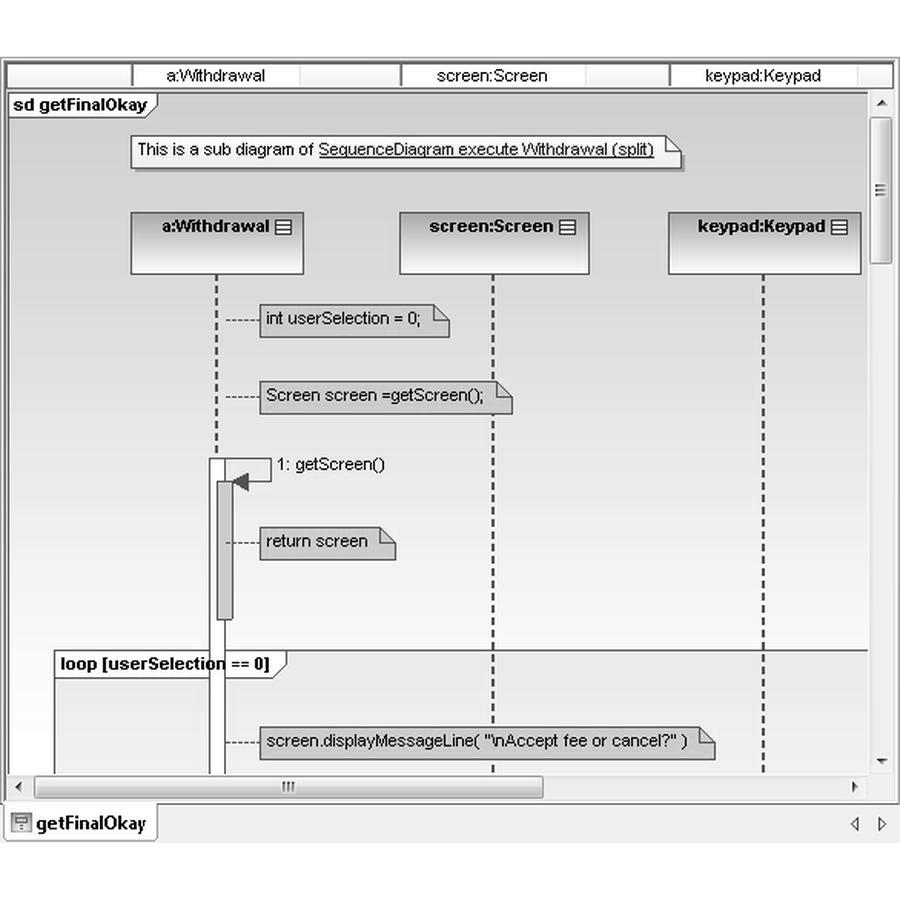 a:Withdrawal screen:Screen keypad:Keypad
sd getFinalOkay
This is a sub diagram of SequenceDiagram execute Withdrawal (split)
a:Withdrawal screen:Screen keypad:Keypad
int userSelection = 0;
Screen screen =getScreen();
1: getScreen()
return screen
loop [userSelection == 0]
screen.displayMessageLine( "\nAccept fee or cancel?" )
getFinalOkay